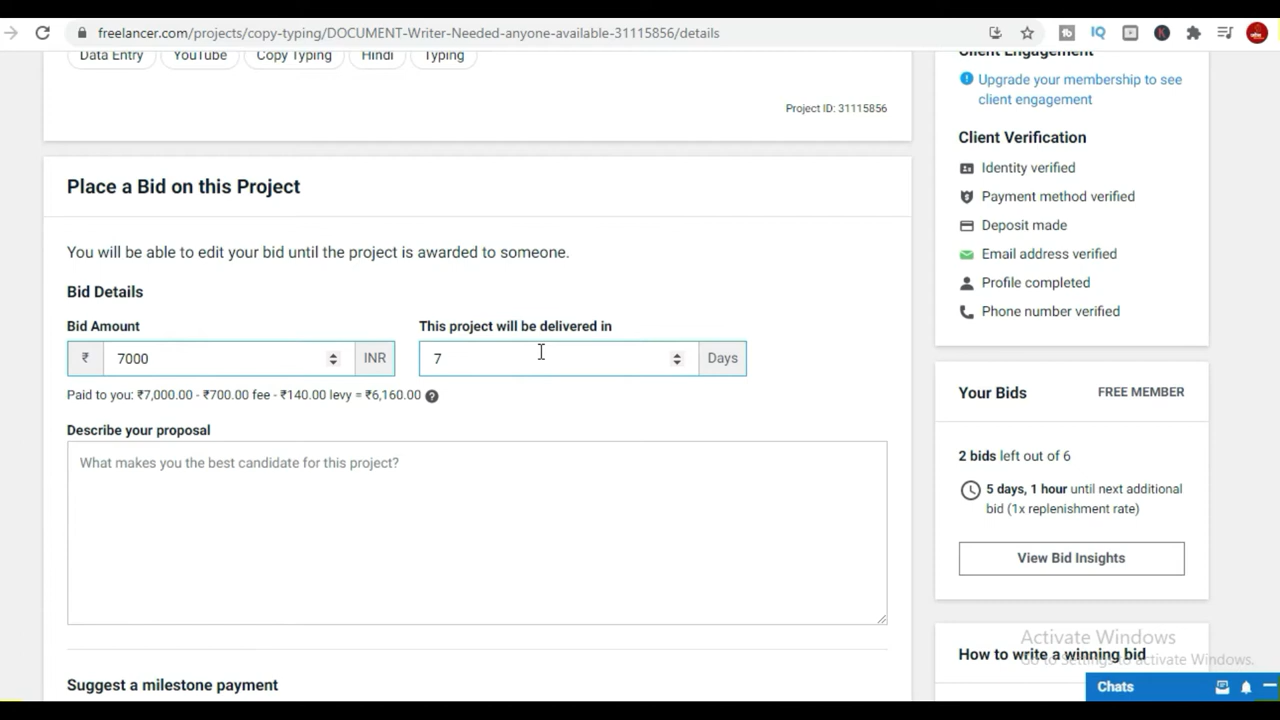 freelancer.com/projects/copy-typing/DOCUMENT-Writer-Needed-anyone-available-31115856/details
Data Entry YouTube Copy Typing Hindi Typing
Project ID: 31115856
Place a Bid on this Project
You will be able to edit your bid until the project is awarded to someone.
Bid Details
Bid Amount
This project will be delivered in
₹ 7000 INR
7 Days
Paid to you: ₹7,000.00 - ₹700.00 fee - ₹140.00 levy = ₹6,160.00 ?
Describe your proposal
What makes you the best candidate for this project?
Suggest a milestone payment
Client Engagement
Upgrade your membership to see
client engagement
Client Verification
Identity verified
Payment method verified
Deposit made
Email address verified
Profile completed
Phone number verified
Your Bids FREE MEMBER
2 bids left out of 6
5 days, 1 hour until next additional
bid (1x replenishment rate)
View Bid Insights
Activate Windows
Go to Settings to activate Windows.
How to write a winning bid
Chats